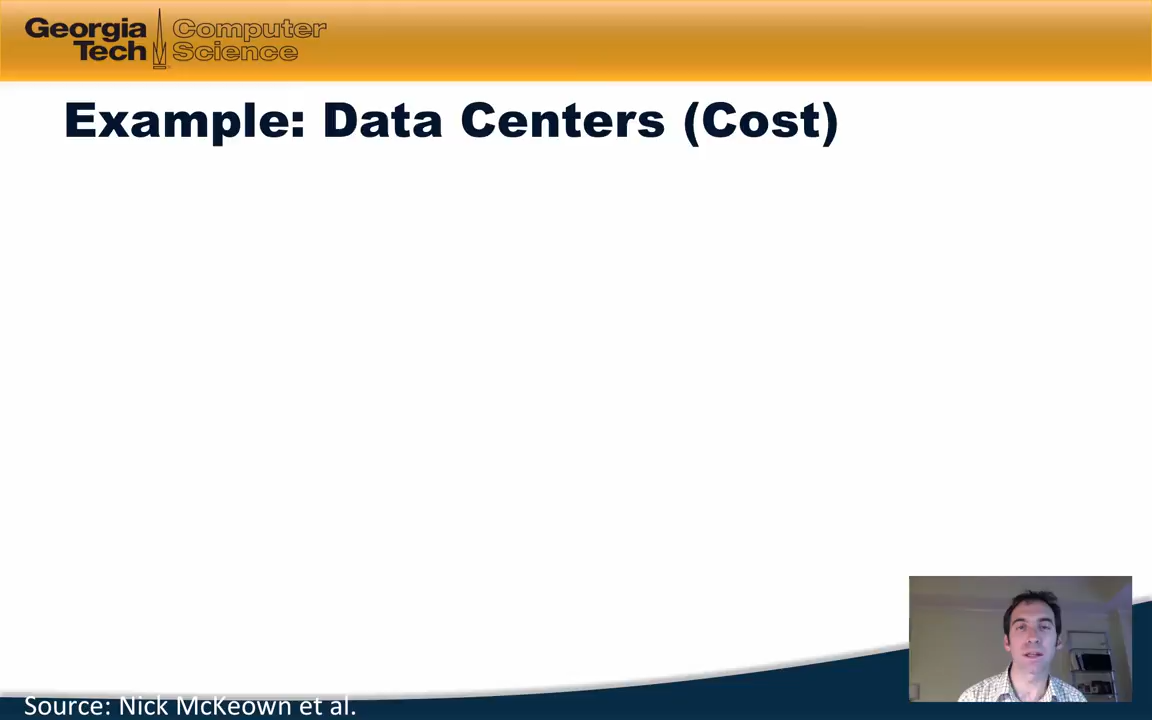 Georgia Tech
Computer Science
Example: Data Centers (Cost)
Source: Nick McKeown et al.